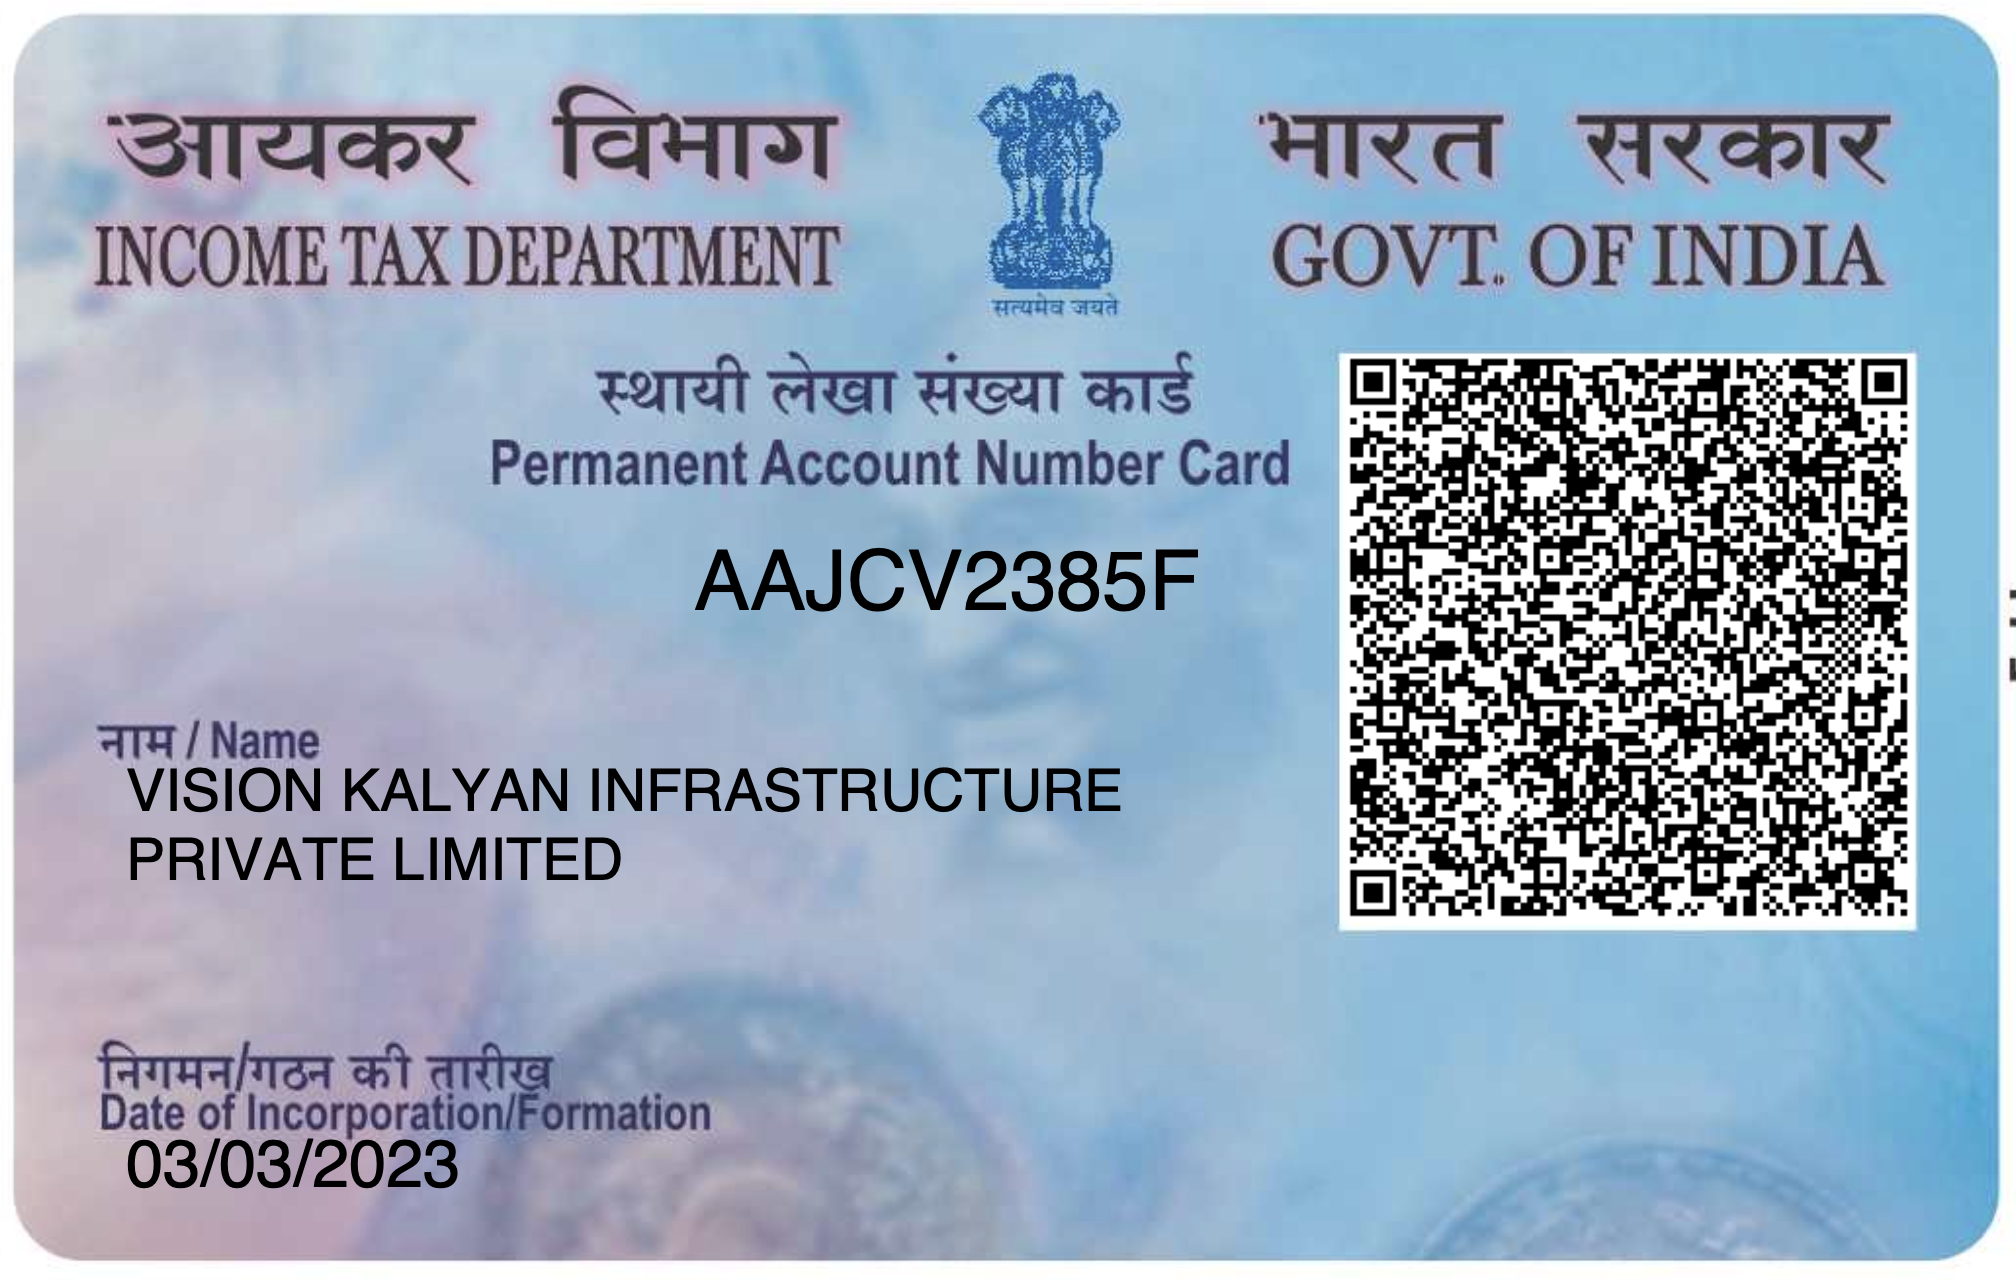 आयकर विभाग
INCOME TAX DEPARTMENT
सत्यमेव जयते
भारत सरकार
GOVT. OF INDIA
स्थायी लेखा संख्या कार्ड
Permanent Account Number Card
AAJCV2385F
नाम / Name
VISION KALYAN INFRASTRUCTURE
PRIVATE LIMITED
निगमन/गठन की तारीख
Date of Incorporation/Formation
03/03/2023